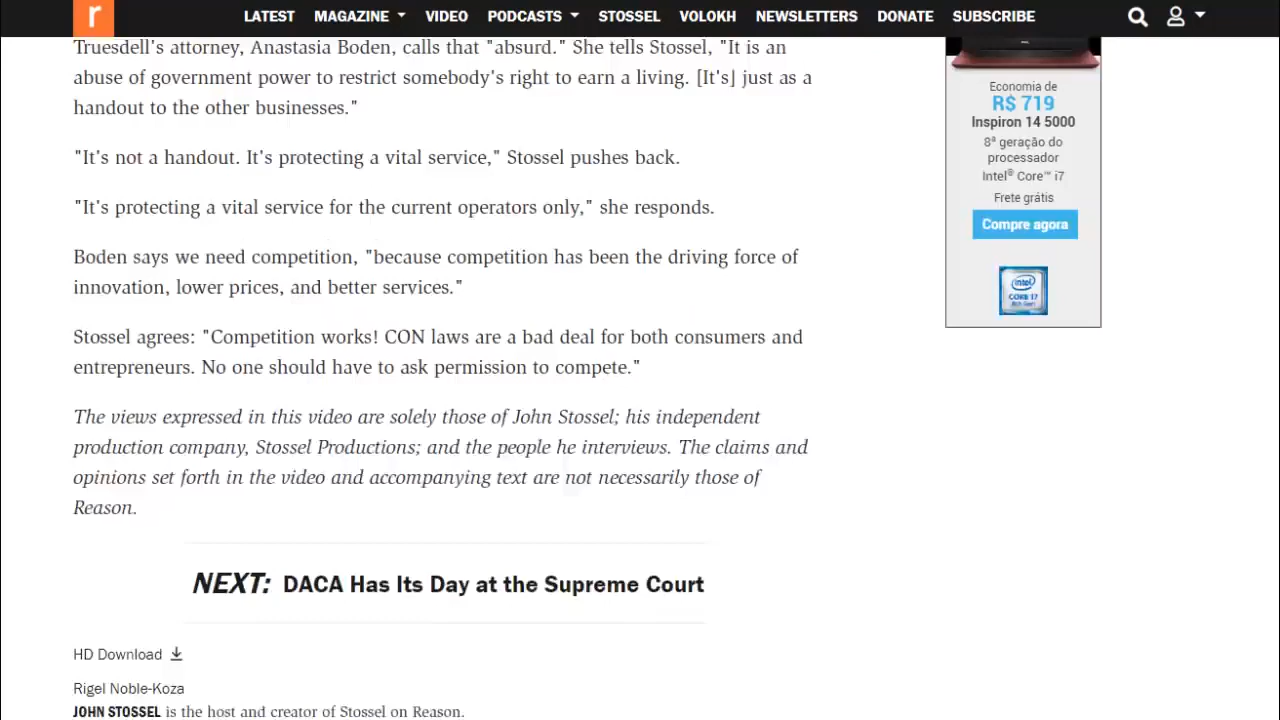 r LATEST MAGAZINE VIDEO PODCASTS STOSSEL VOLOKH NEWSLETTERS DONATE SUBSCRIBE
Truesdell's attorney, Anastasia Boden, calls that "absurd." She tells Stossel, "It is an
abuse of government power to restrict somebody's right to earn a living. [It's] just as a
handout to the other businesses."
"It's not a handout. It's protecting a vital service," Stossel pushes back.
"It's protecting a vital service for the current operators only," she responds.
Boden says we need competition, "because competition has been the driving force of
innovation, lower prices, and better services."
Stossel agrees: "Competition works! CON laws are a bad deal for both consumers and
entrepreneurs. No one should have to ask permission to compete."
The views expressed in this video are solely those of John Stossel; his independent
production company, Stossel Productions; and the people he interviews. The claims and
opinions set forth in the video and accompanying text are not necessarily those of
Reason.
NEXT: DACA Has Its Day at the Supreme Court
HD Download
Rigel Noble-Koza
JOHN STOSSEL is the host and creator of Stossel on Reason.
Economia de
R$ 719
Inspiron 14 5000
8ª geração do
processador
Intel® Core™ i7
Frete grátis
Compre agora
intel
CORE i7